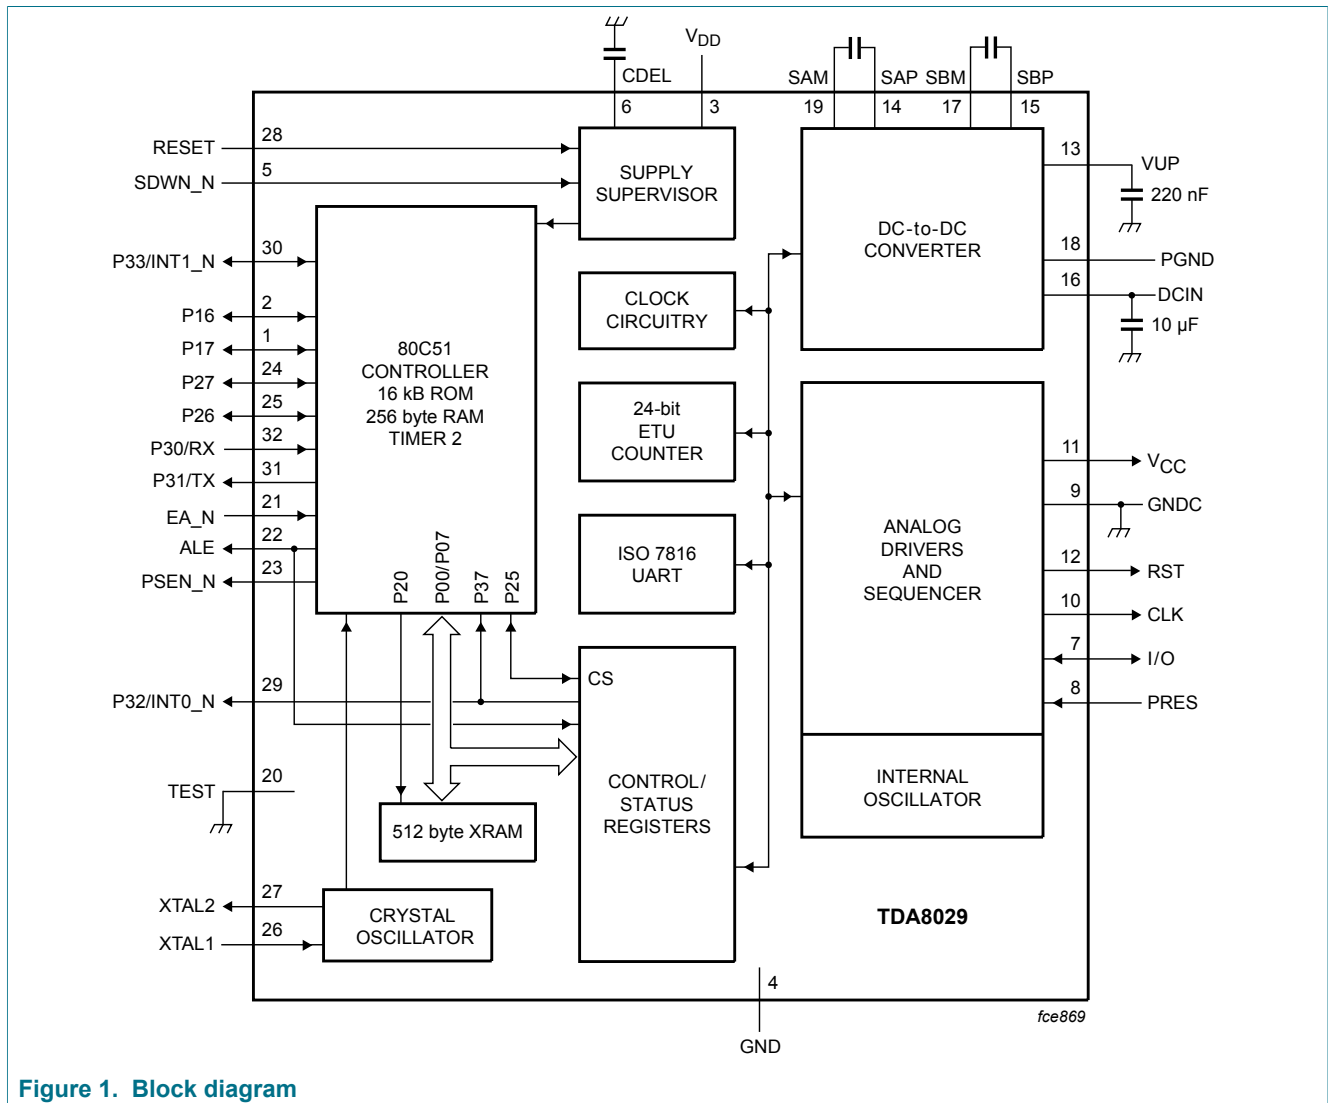 VDD
CDEL
SAM
SAP
SBM
SBP
6
3
19
14
17
15
RESET
28
SDWN_N
5
SUPPLY
SUPERVISOR
13
VUP
220 nF
DC-to-DC
CONVERTER
18
PGND
16
DCIN
10 µF
P33/INT1_N
30
P16
2
P17
1
P27
24
P26
25
P30/RX
32
P31/TX
31
EA_N
21
ALE
22
PSEN_N
23
80C51
CONTROLLER
16 kB ROM
256 byte RAM
TIMER 2
P20
P00/P07
P37
P25
CLOCK
CIRCUITRY
24-bit
ETU
COUNTER
ISO 7816
UART
ANALOG
DRIVERS
AND
SEQUENCER
11
VCC
9
GNDC
12
RST
10
CLK
7
I/O
8
PRES
P32/INT0_N
29
CS
CONTROL/
STATUS
REGISTERS
INTERNAL
OSCILLATOR
TEST
20
512 byte XRAM
XTAL2
27
XTAL1
26
CRYSTAL
OSCILLATOR
TDA8029
4
GND
fce869
Figure 1. Block diagram